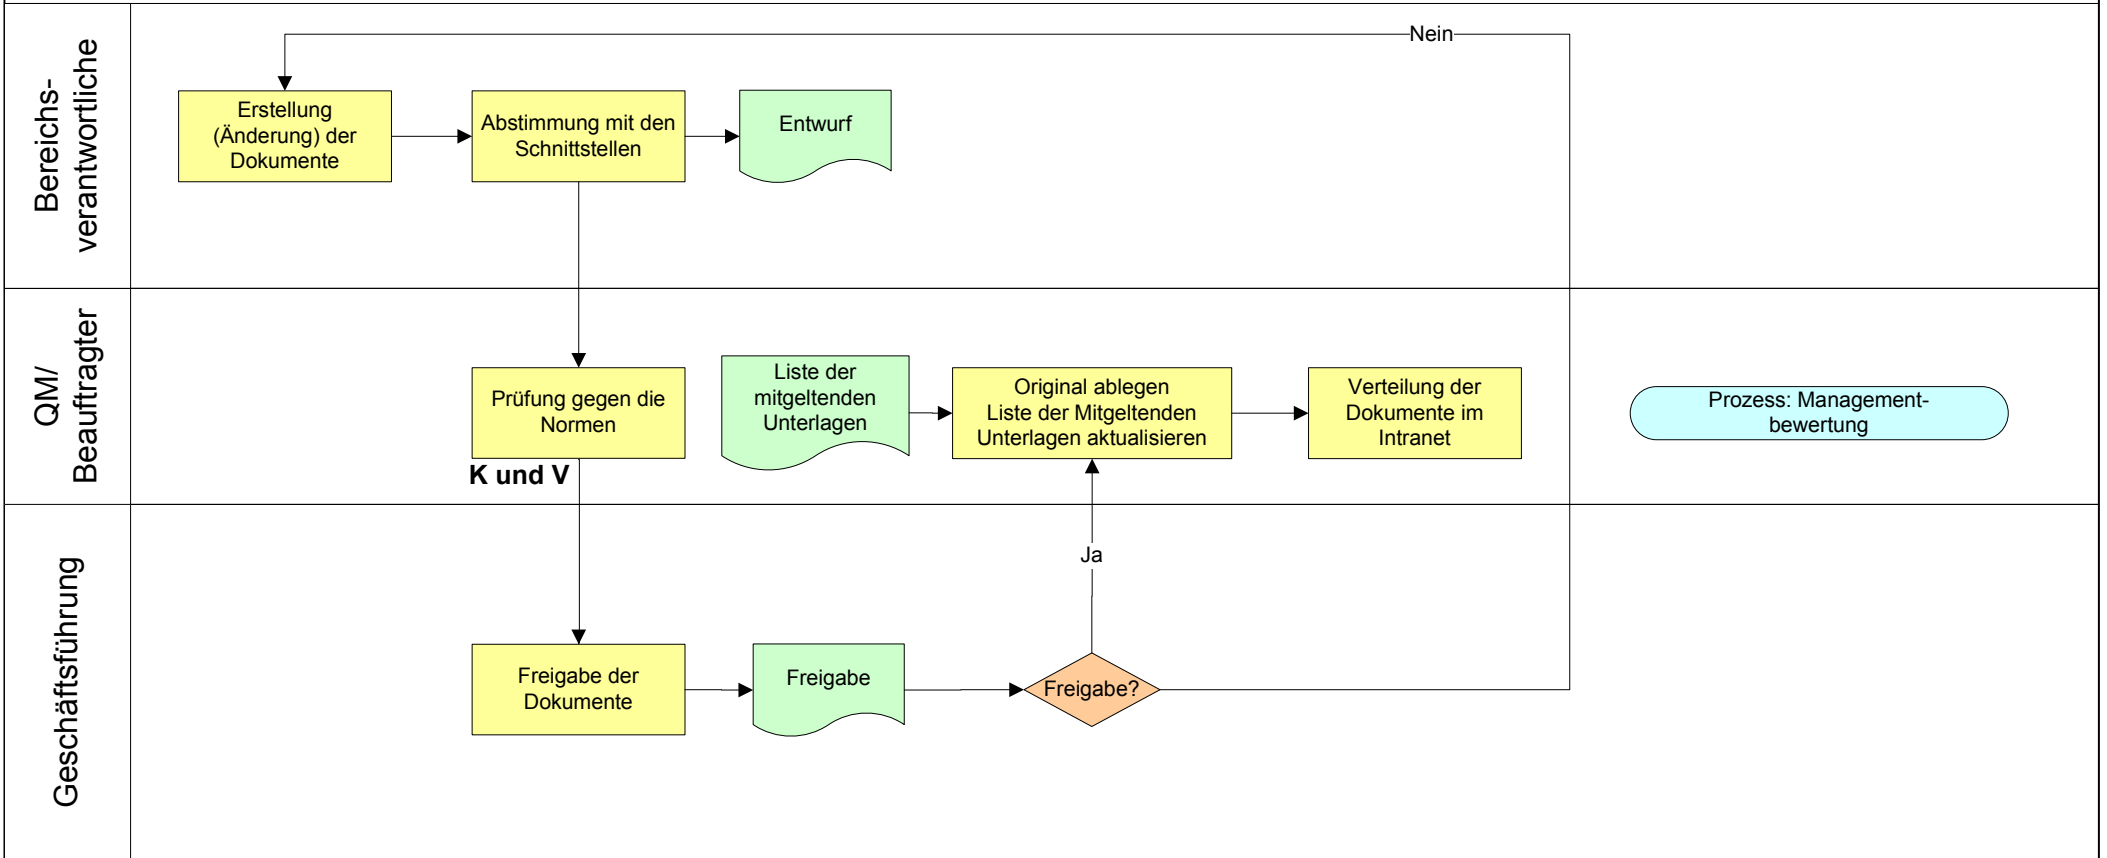 Bereichs-
verantwortliche
Nein
Erstellung
(Änderung) der
Dokumente
Abstimmung mit den
Schnittstellen
Entwurf
QM/
Beauftragter
Prüfung gegen die
Normen
K und V
Liste der
mitgeltenden
Unterlagen
Original ablegen
Liste der Mitgeltenden
Unterlagen aktualisieren
Verteilung der
Dokumente im
Intranet
Prozess: Management-
bewertung
Geschäftsführung
Ja
Freigabe der
Dokumente
Freigabe
Freigabe?